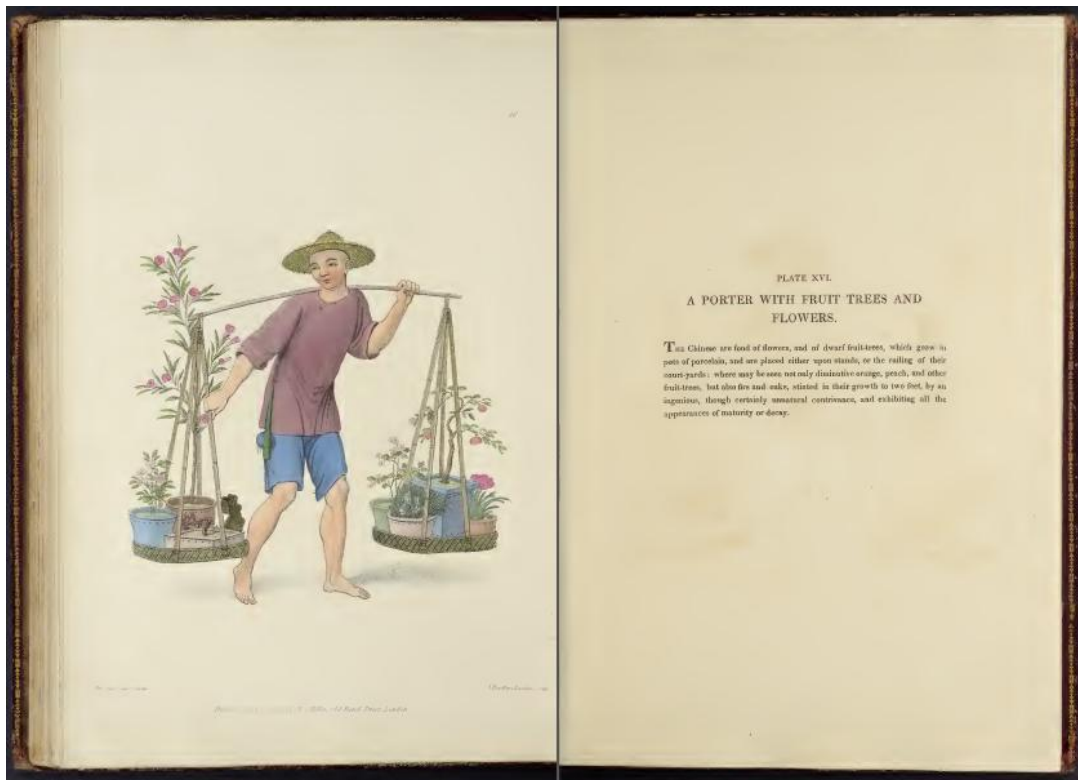 PLATE XVI.
A PORTER WITH FRUIT TREES AND
FLOWERS.
THE Chinese are fond of flowers, and of dwarf fruit-trees, which grow in
pots of porcelain, and are placed either upon stands, or the railing of their
court-yards: where may be seen not only diminutive orange, peach, and other
fruit-trees, but also firs and oaks, stinted in their growth to two feet, by an
ingenious, though certainly unnatural contrivance, and exhibiting all the
appearances of maturity or decay.
Bond Street, London